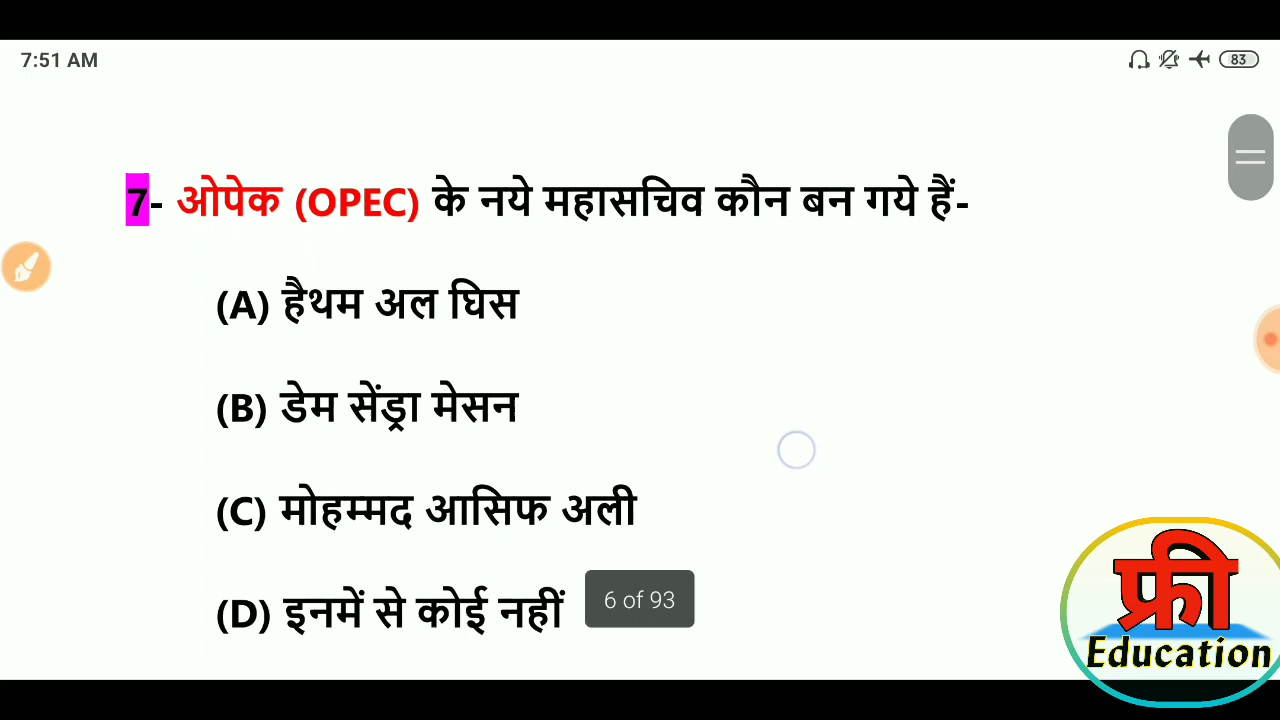 7:51 AM
83
7- ओपेक (OPEC) के नये महासचिव कौन बन गये हैं-
(A) हैथम अल घिस
(B) डेम सेंड्रा मेसन
(C) मोहम्मद आसिफ अली
(D) इनमें से कोई नहीं
6 of 93
फ्री
Education